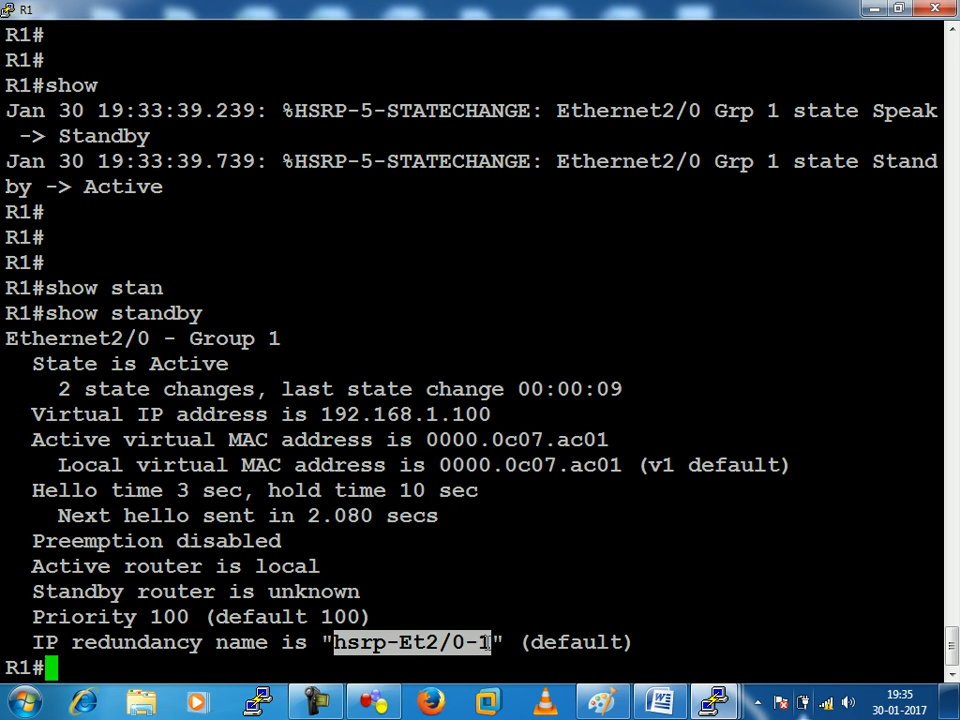 R1
R1#
R1#
R1#show
Jan 30 19:33:39.239: %HSRP-5-STATECHANGE: Ethernet2/0 Grp 1 state Speak
-> Standby
Jan 30 19:33:39.739: %HSRP-5-STATECHANGE: Ethernet2/0 Grp 1 state Stand
by -> Active
R1#
R1#
R1#
R1#show stan
R1#show standby
Ethernet2/0 - Group 1
State is Active
2 state changes, last state change 00:00:09
Virtual IP address is 192.168.1.100
Active virtual MAC address is 0000.0c07.ac01
Local virtual MAC address is 0000.0c07.ac01 (v1 default)
Hello time 3 sec, hold time 10 sec
Next hello sent in 2.080 secs
Preemption disabled
Active router is local
Standby router is unknown
Priority 100 (default 100)
IP redundancy name is "hsrp-Et2/0-1" (default)
R1#
19:35
30-01-2017